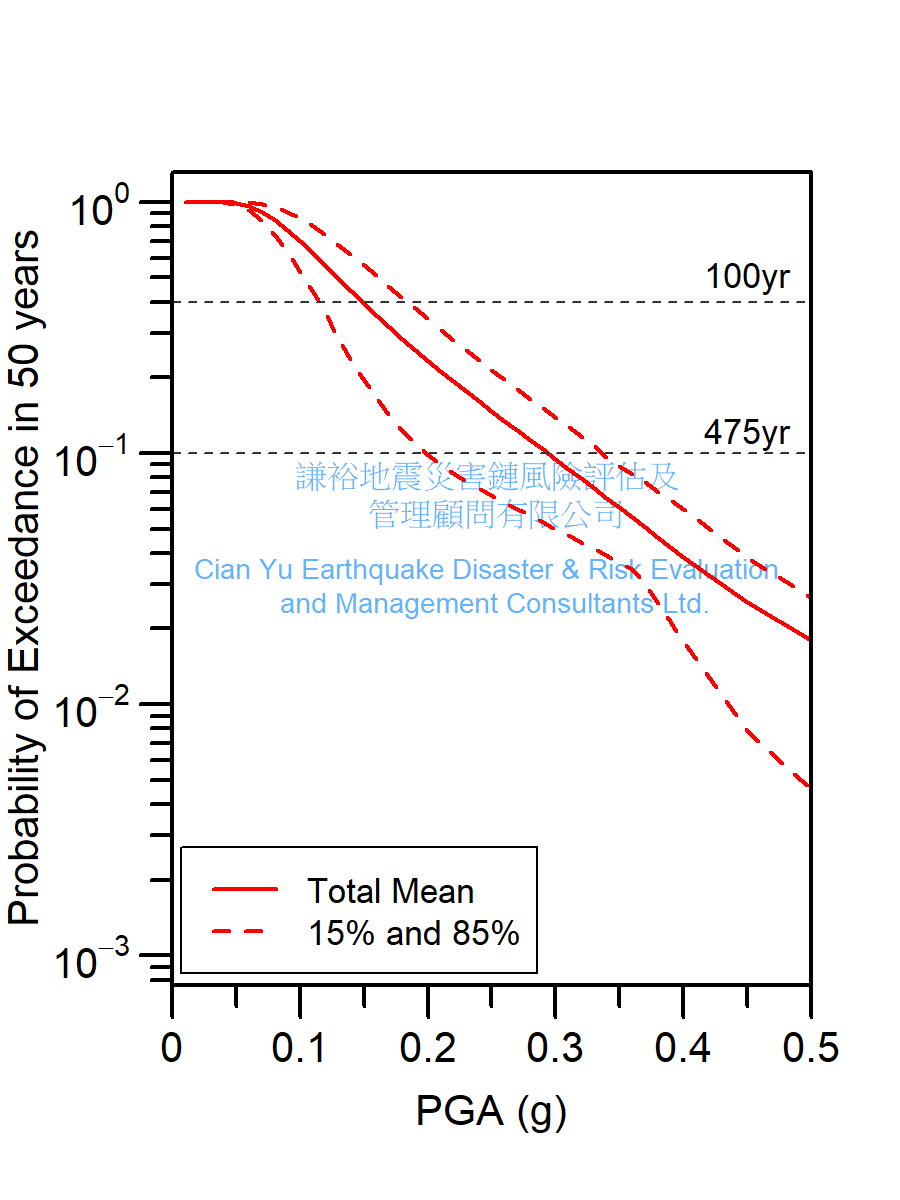 Probability of Exceedance in 50 years
10⁰
10⁻¹
10⁻²
10⁻³
100yr
475yr
謙裕地震災害鏈風險評估及
管理顧問有限公司
Cian Yu Earthquake Disaster & Risk Evaluation
and Management Consultants Ltd.
Total Mean
15% and 85%
0 0.1 0.2 0.3 0.4 0.5
PGA (g)